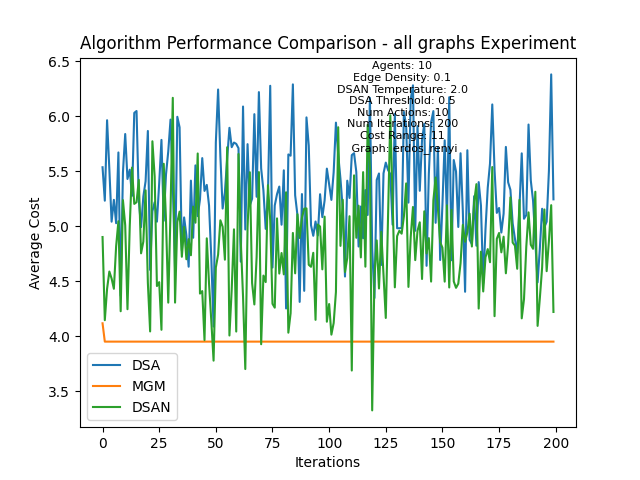 Algorithm Performance Comparison - all graphs Experiment
Agents: 10
Edge Density: 0.1
DSAN Temperature: 2.0
DSA Threshold: 0.5
Num Actions: 10
Num Iterations: 200
Cost Range: 11
Graph: erdos_renyi
6.5
6.0
5.5
5.0
4.5
4.0
3.5
Average Cost
DSA
MGM
DSAN
0 25 50 75 100 125 150 175 200
Iterations